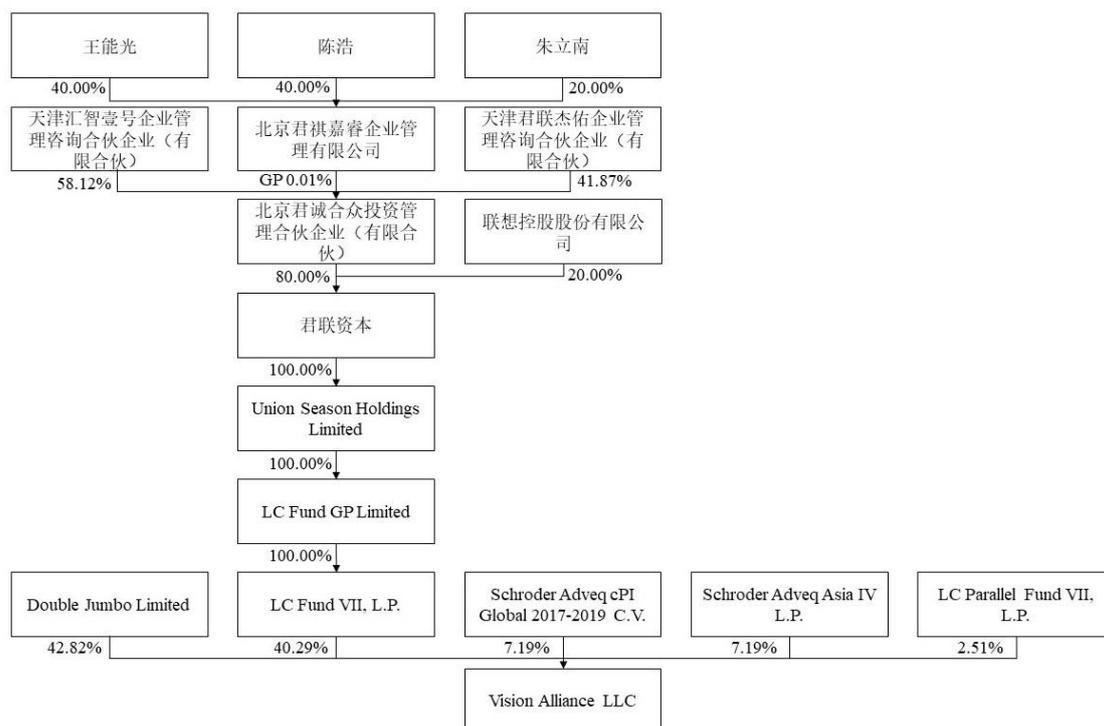 王能光
陈浩
朱立南
40.00%
40.00%
20.00%
天津汇智壹号企业管
理咨询合伙企业（有
限合伙）
北京君祺嘉睿企业管
理有限公司
天津君联杰佑企业管
理咨询合伙企业（有
限合伙）
58.12%
GP 0.01%
41.87%
北京君诚合众投资管
理合伙企业（有限合
伙）
联想控股股份有限公
司
80.00%
20.00%
君联资本
100.00%
Union Season Holdings
Limited
100.00%
LC Fund GP Limited
100.00%
Double Jumbo Limited
LC Fund VII, L.P.
Schroder Adveq cPI
Global 2017-2019 C.V.
Schroder Adveq Asia IV
L.P.
LC Parallel Fund VII,
L.P.
42.82%
40.29%
7.19%
7.19%
2.51%
Vision Alliance LLC